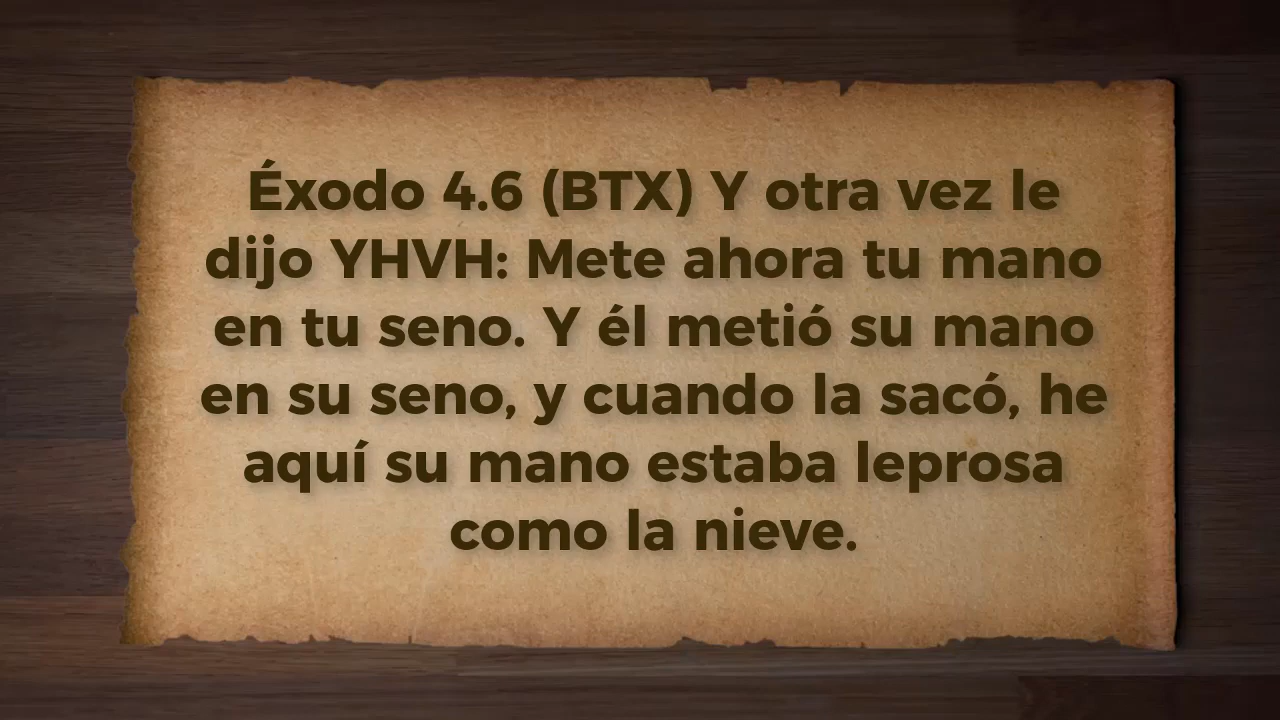 Éxodo 4.6 (BTX) Y otra vez le
dijo YHVH: Mete ahora tu mano
en tu seno. Y él metió su mano
en su seno, y cuando la sacó, he
aquí su mano estaba leprosa
como la nieve.